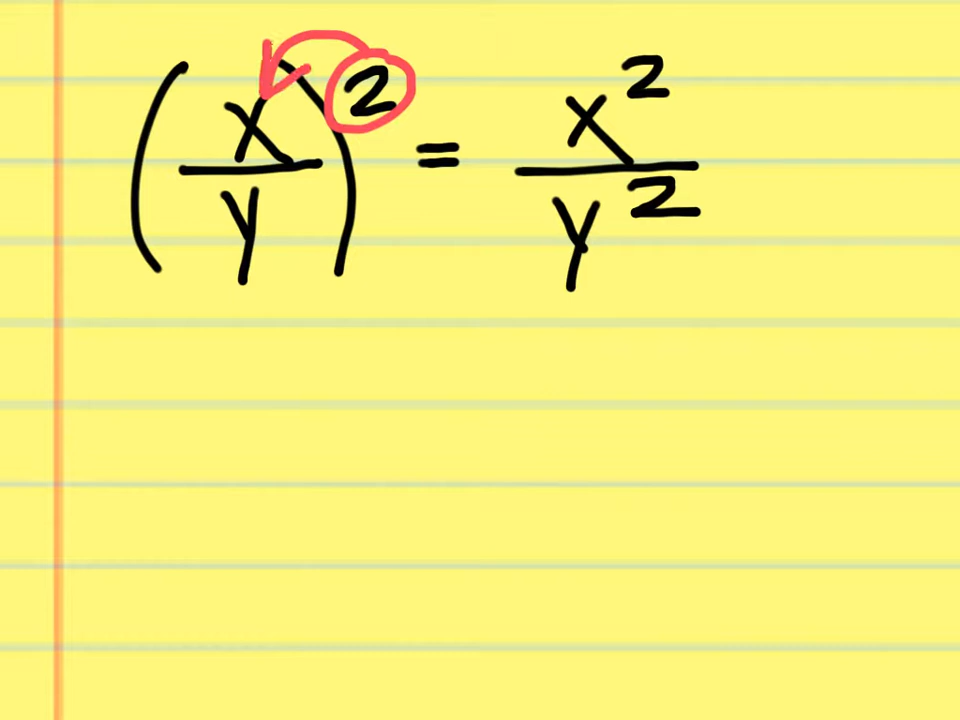 (x/y)² = x²/y²